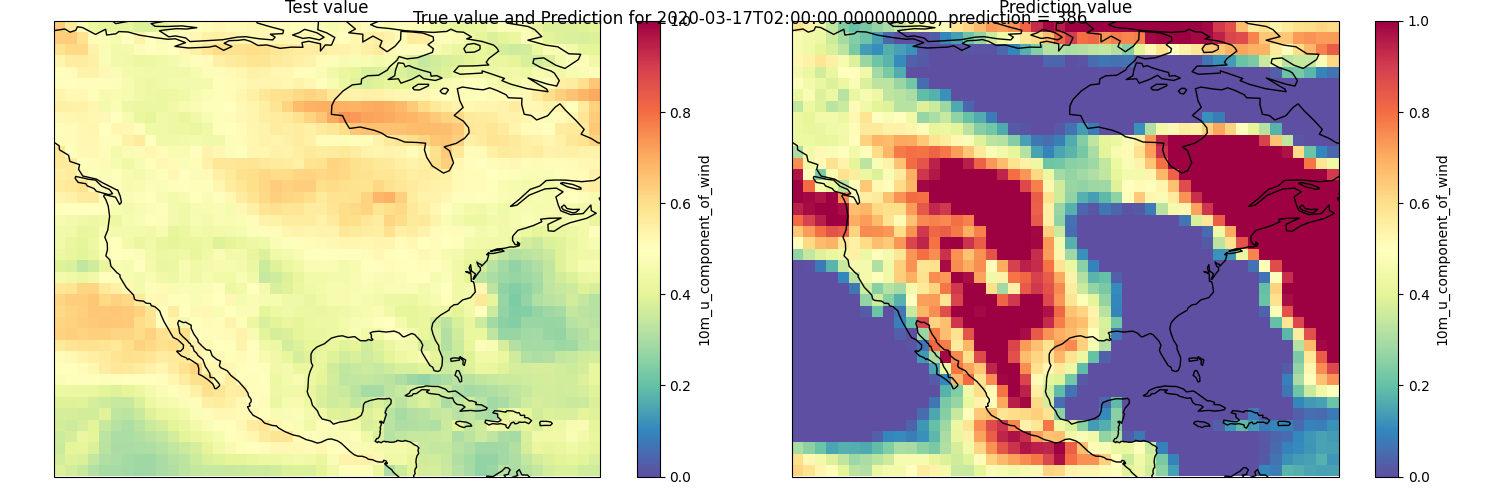 Test value
True value and Prediction for 2020-03-17T02:00:00.000000000, prediction = 386
Prediction value
1.0
0.8
0.6
0.4
0.2
0.0
10m_u_component_of_wind
1.0
0.8
0.6
0.4
0.2
0.0
10m_u_component_of_wind